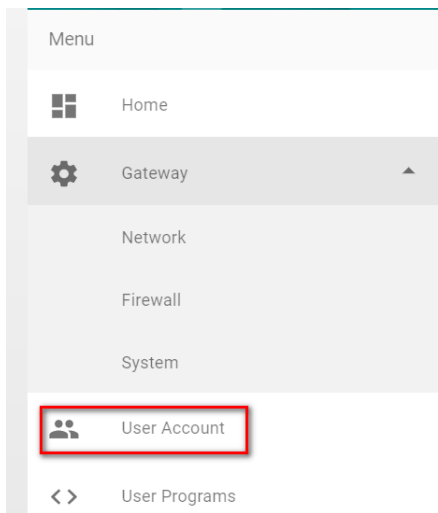 Menu
Home
Gateway
Network
Firewall
System
User Account
User Programs